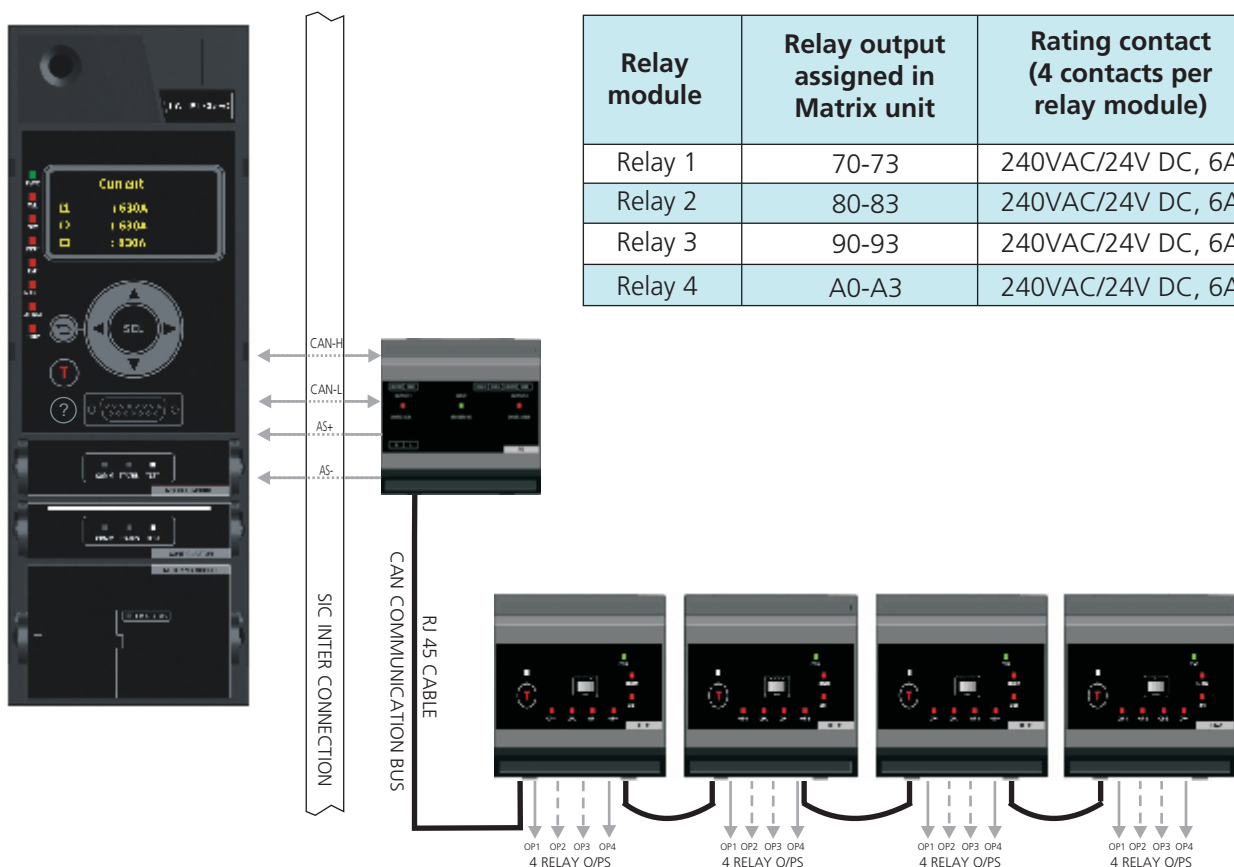 Relay module
Relay output assigned in Matrix unit
Rating contact (4 contacts per relay module)
Relay 1 70-73 240VAC/24V DC, 6A
Relay 2 80-83 240VAC/24V DC, 6A
Relay 3 90-93 240VAC/24V DC, 6A
Relay 4 A0-A3 240VAC/24V DC, 6A
Current
SEL
T
?
CAN-H
CAN-L
AS+
AS-
SIC INTER CONNECTION
CAN COMMUNICATION BUS
RJ 45 CABLE
T
T
T
T
OP1 OP2 OP3 OP4
4 RELAY O/PS
OP1 OP2 OP3 OP4
4 RELAY O/PS
OP1 OP2 OP3 OP4
4 RELAY O/PS
OP1 OP2 OP3 OP4
4 RELAY O/PS